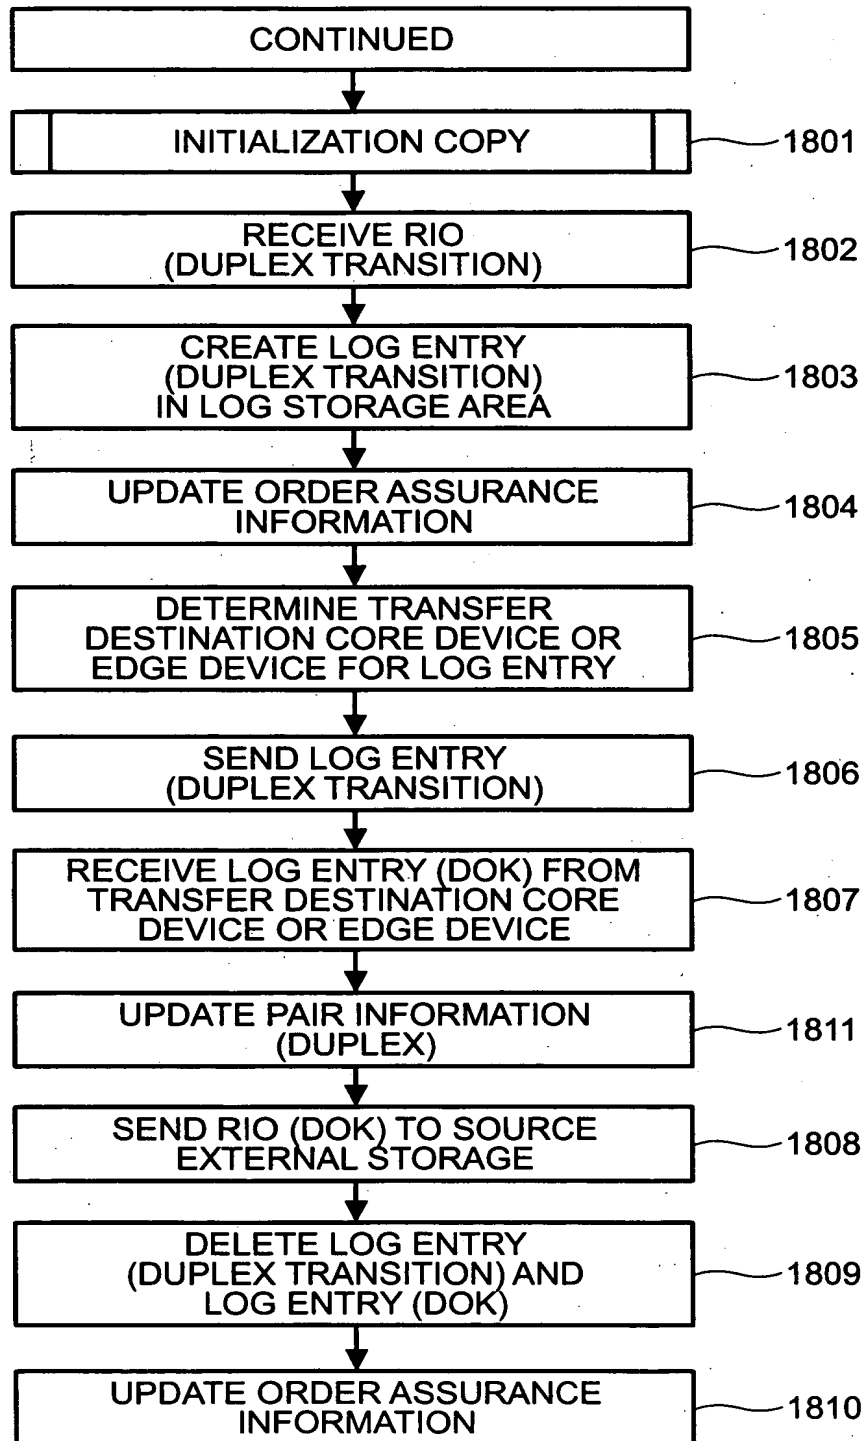 CONTINUED
INITIALIZATION COPY
1801
RECEIVE RIO
(DUPLEX TRANSITION)
1802
CREATE LOG ENTRY
(DUPLEX TRANSITION)
IN LOG STORAGE AREA
1803
UPDATE ORDER ASSURANCE
INFORMATION
1804
DETERMINE TRANSFER
DESTINATION CORE DEVICE OR
EDGE DEVICE FOR LOG ENTRY
1805
SEND LOG ENTRY
(DUPLEX TRANSITION)
1806
RECEIVE LOG ENTRY (DOK) FROM
TRANSFER DESTINATION CORE
DEVICE OR EDGE DEVICE
1807
UPDATE PAIR INFORMATION
(DUPLEX)
1811
SEND RIO (DOK) TO SOURCE
EXTERNAL STORAGE
1808
DELETE LOG ENTRY
(DUPLEX TRANSITION) AND
LOG ENTRY (DOK)
1809
UPDATE ORDER ASSURANCE
INFORMATION
1810